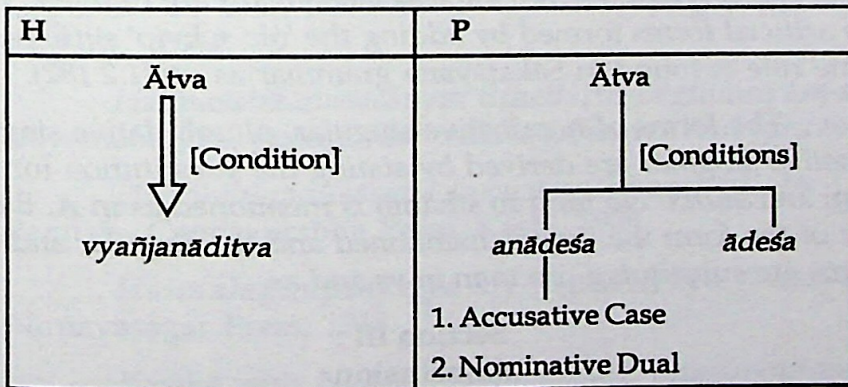 H
Ātva
[Condition]
vyañjanāditva
P
Ātva
[Conditions]
anādeśa ādeśa
1. Accusative Case
2. Nominative Dual